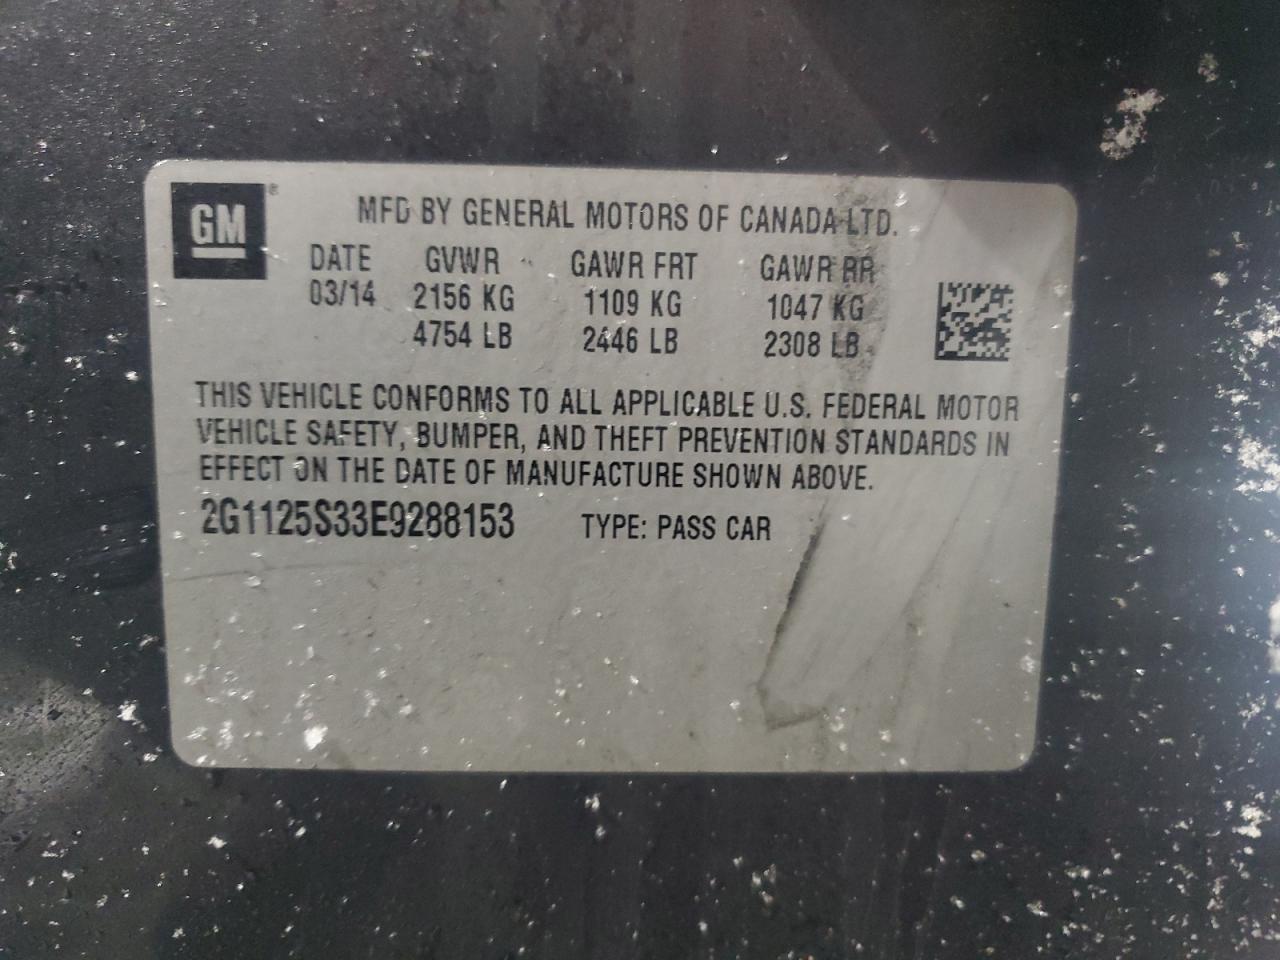 GM®
MFD BY GENERAL MOTORS OF CANADA LTD.
DATE GVWR GAWR FRT GAWR RR
03/14 2156 KG 1109 KG 1047 KG
4754 LB 2446 LB 2308 LB
THIS VEHICLE CONFORMS TO ALL APPLICABLE U.S. FEDERAL MOTOR
VEHICLE SAFETY, BUMPER, AND THEFT PREVENTION STANDARDS IN
EFFECT ON THE DATE OF MANUFACTURE SHOWN ABOVE.
2G1125S33E9288153 TYPE: PASS CAR